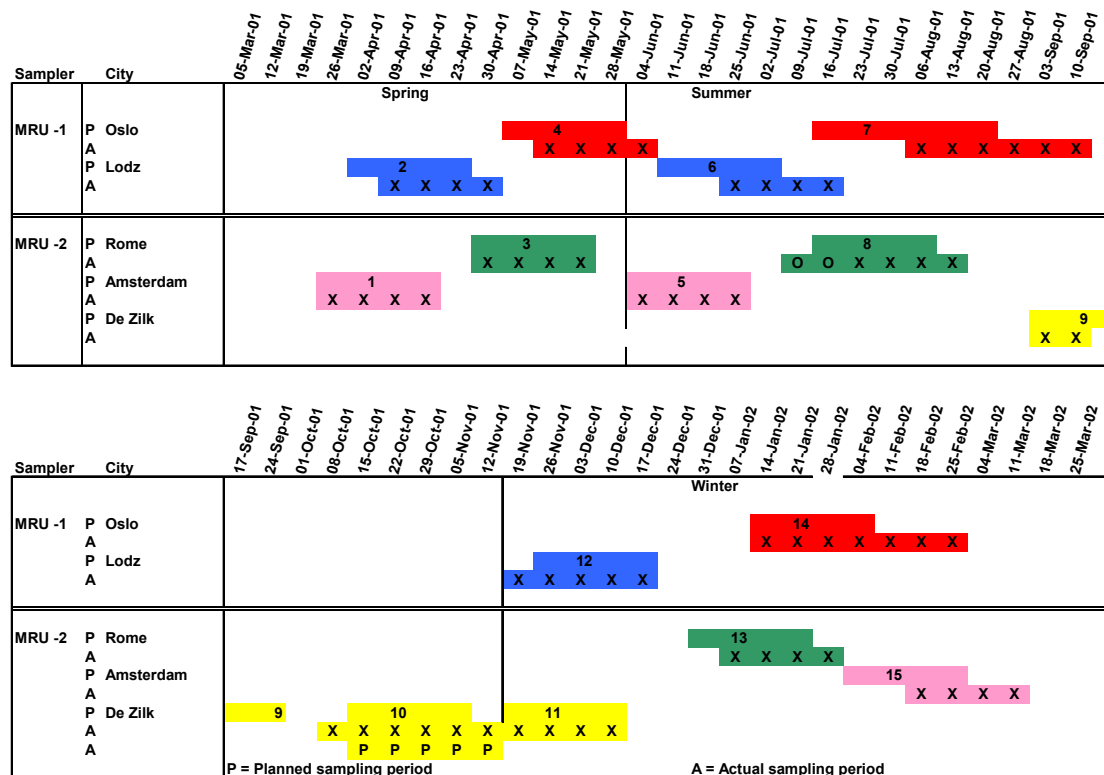 05-Mar-01 12-Mar-01 19-Mar-01 26-Mar-01 02-Apr-01 09-Apr-01 16-Apr-01 23-Apr-01 30-Apr-01 07-May-01 14-May-01 21-May-01 28-May-01 04-Jun-01 11-Jun-01 18-Jun-01 25-Jun-01 02-Jul-01 09-Jul-01 16-Jul-01 23-Jul-01 30-Jul-01 06-Aug-01 13-Aug-01 20-Aug-01 27-Aug-01 03-Sep-01 10-Sep-01
Sampler City
Spring Summer
MRU -1 P Oslo 4 7
A X X X X X X X X X X
P Lodz 2 6
A X X X X X X X X
MRU -2 P Rome 3 8
A X X X X O O X X X X
P Amsterdam 1 5
A X X X X X X X X
P De Zilk 9
A X X
17-Sep-01 24-Sep-01 01-Oct-01 08-Oct-01 15-Oct-01 22-Oct-01 29-Oct-01 05-Nov-01 12-Nov-01 19-Nov-01 26-Nov-01 03-Dec-01 10-Dec-01 17-Dec-01 24-Dec-01 31-Dec-01 07-Jan-02 14-Jan-02 21-Jan-02 28-Jan-02 04-Feb-02 11-Feb-02 18-Feb-02 25-Feb-02 04-Mar-02 11-Mar-02 18-Mar-02 25-Mar-02
Sampler City
Winter
MRU -1 P Oslo 14
A X X X X X X X
P Lodz 12
A X X X X X
MRU -2 P Rome 13
A X X X X
P Amsterdam 15
A X X X X
P De Zilk 9 10 11
A X X X X X X X X X X
A P P P P P
P = Planned sampling period A = Actual sampling period